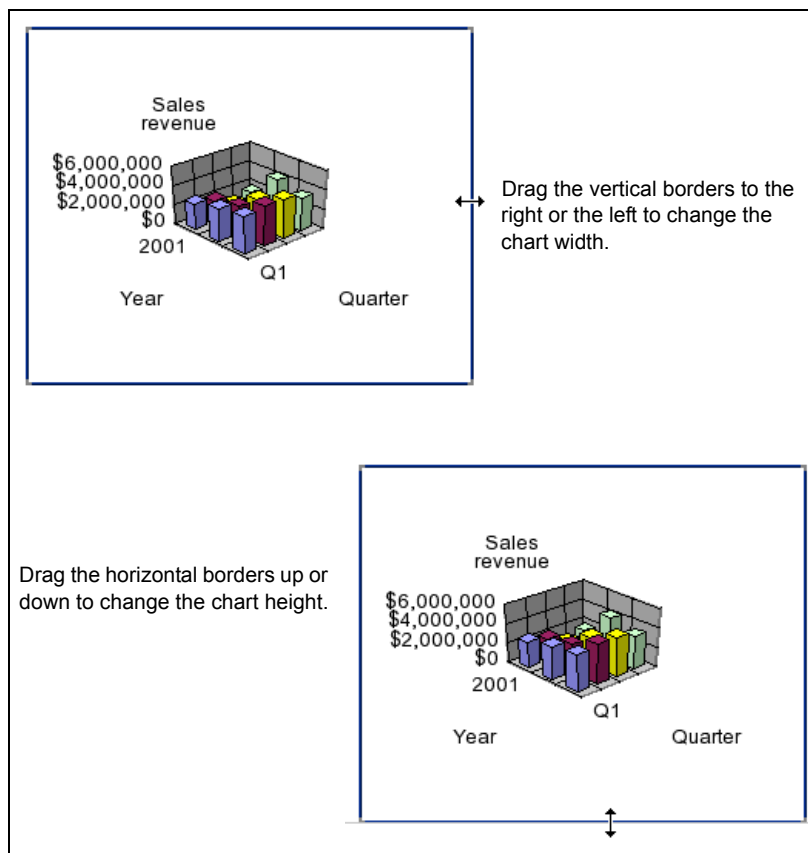 Sales
revenue
$6,000,000
$4,000,000
$2,000,000
$0
2001
Q1
Year
Quarter
Drag the vertical borders to the
right or the left to change the
chart width.
Drag the horizontal borders up or
down to change the chart height.
Sales
revenue
$6,000,000
$4,000,000
$2,000,000
$0
2001
Q1
Year
Quarter